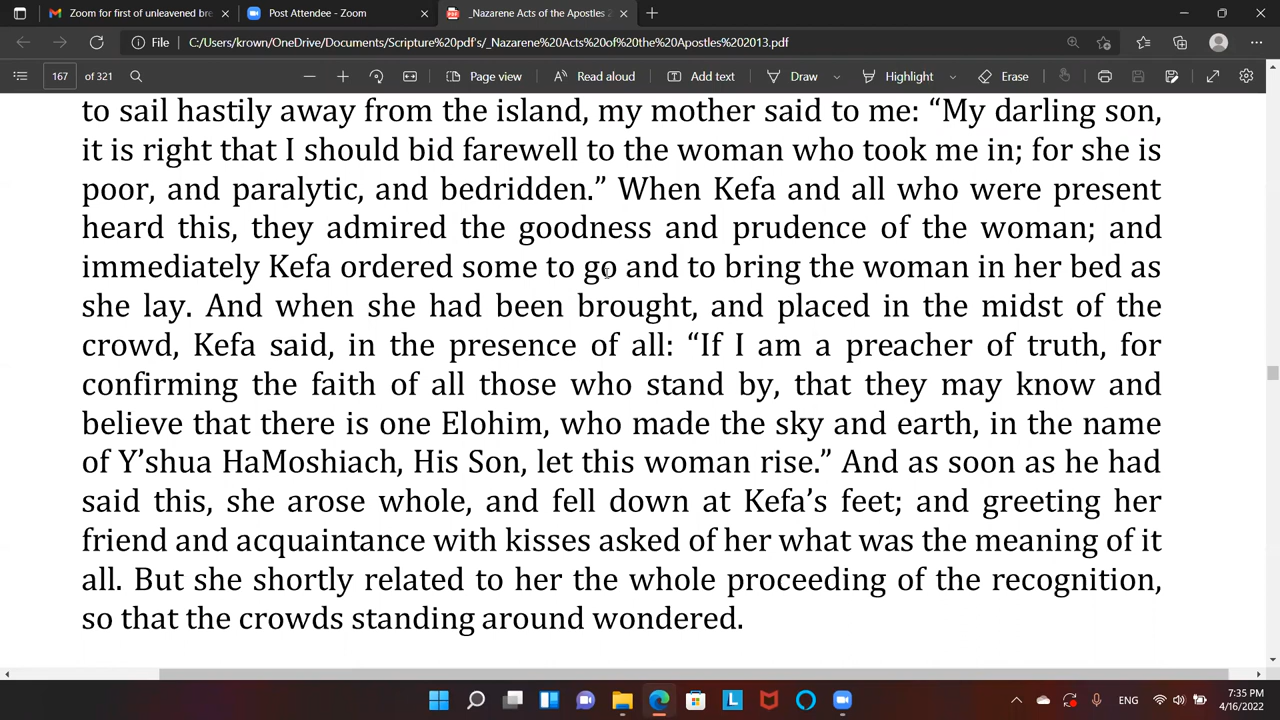 Zoom for first of unleavened bre
Post Attendee - Zoom
_Nazarene Acts of the Apostles 2
File
C:/Users/krown/OneDrive/Documents/Scripture%20pdf's/_Nazarene%20Acts%20of%20the%20Apostles%202013.pdf
167 of 321
Page view
Read aloud
Add text
Draw
Highlight
Erase
to sail hastily away from the island, my mother said to me: “My darling son,
it is right that I should bid farewell to the woman who took me in; for she is
poor, and paralytic, and bedridden.” When Kefa and all who were present
heard this, they admired the goodness and prudence of the woman; and
immediately Kefa ordered some to go and to bring the woman in her bed as
she lay. And when she had been brought, and placed in the midst of the
crowd, Kefa said, in the presence of all: “If I am a preacher of truth, for
confirming the faith of all those who stand by, that they may know and
believe that there is one Elohim, who made the sky and earth, in the name
of Y’shua HaMoshiach, His Son, let this woman rise.” And as soon as he had
said this, she arose whole, and fell down at Kefa’s feet; and greeting her
friend and acquaintance with kisses asked of her what was the meaning of it
all. But she shortly related to her the whole proceeding of the recognition,
so that the crowds standing around wondered.
ENG
7:35 PM
4/16/2022